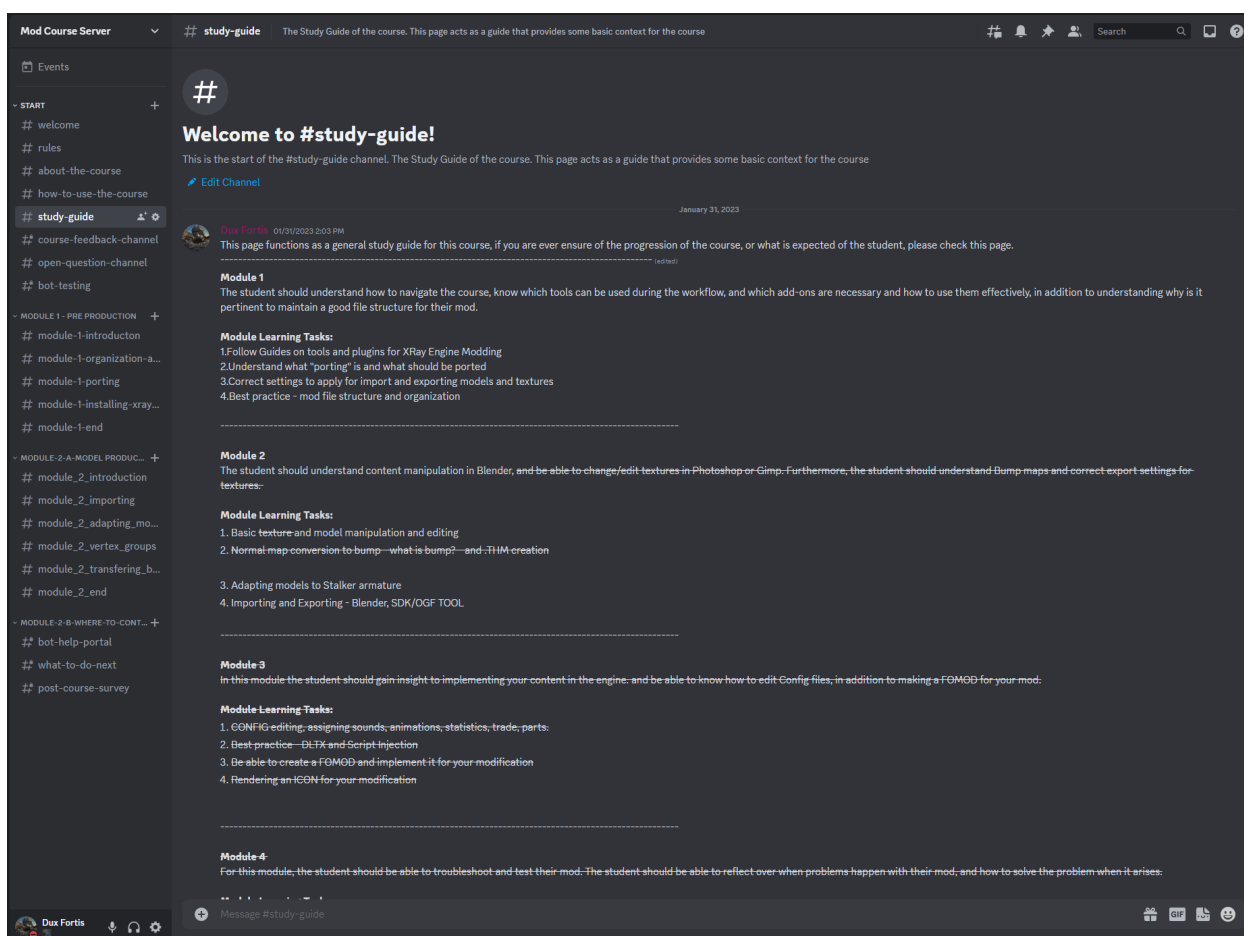 Mod Course Server
# study-guide The Study Guide of the course. This page acts as a guide that provides some basic context for the course
Search
Events
START
welcome
rules
about-the-course
how-to-use-the-course
study-guide
course-feedback-channel
open-question-channel
bot-testing
MODULE 1 - PRE PRODUCTION
module-1-introducton
module-1-organization-a...
module-1-porting
module-1-installing-xray...
module-1-end
MODULE-2-A-MODEL PRODUC...
module_2_introduction
module_2_importing
module_2_adapting_mo...
module_2_vertex_groups
module_2_transfering_b...
module_2_end
MODULE-2-B-WHERE-TO-CONT...
bot-help-portal
what-to-do-next
post-course-survey
Dux Fortis
#
Welcome to #study-guide!
This is the start of the #study-guide channel. The Study Guide of the course. This page acts as a guide that provides some basic context for the course
Edit Channel
January 31, 2023
Dux Fortis 01/31/2023 2:03 PM
This page functions as a general study guide for this course, if you are ever ensure of the progression of the course, or what is expected of the student, please check this page.
(edited)
Module 1
The student should understand how to navigate the course, know which tools can be used during the workflow, and which add-ons are necessary and how to use them effectively, in addition to understanding why is it
pertinent to maintain a good file structure for their mod.
Module Learning Tasks:
1.Follow Guides on tools and plugins for XRay Engine Modding
2.Understand what "porting" is and what should be ported
3.Correct settings to apply for import and exporting models and textures
4.Best practice - mod file structure and organization
Module 2
The student should understand content manipulation in Blender, and be able to change/edit textures in Photoshop or Gimp. Furthermore, the student should understand Bump maps and correct export settings for
textures.
Module Learning Tasks:
1. Basic texture and model manipulation and editing
2. Normal map conversion to bump - what is bump? - and .THM creation
3. Adapting models to Stalker armature
4. Importing and Exporting - Blender, SDK/OGF TOOL
Module 3
In this module the student should gain insight to implementing your content in the engine. and be able to know how to edit Config files, in addition to making a FOMOD for your mod.
Module Learning Tasks:
1. CONFIG editing, assigning sounds, animations, statistics, trade, parts.
2. Best practice - DLTX and Script Injection
3. Be able to create a FOMOD and implement it for your modification
4. Rendering an ICON for your modification
Module 4
For this module, the student should be able to troubleshoot and test their mod. The student should be able to reflect over when problems happen with their mod, and how to solve the problem when it arises.
Message #study-guide
GIF